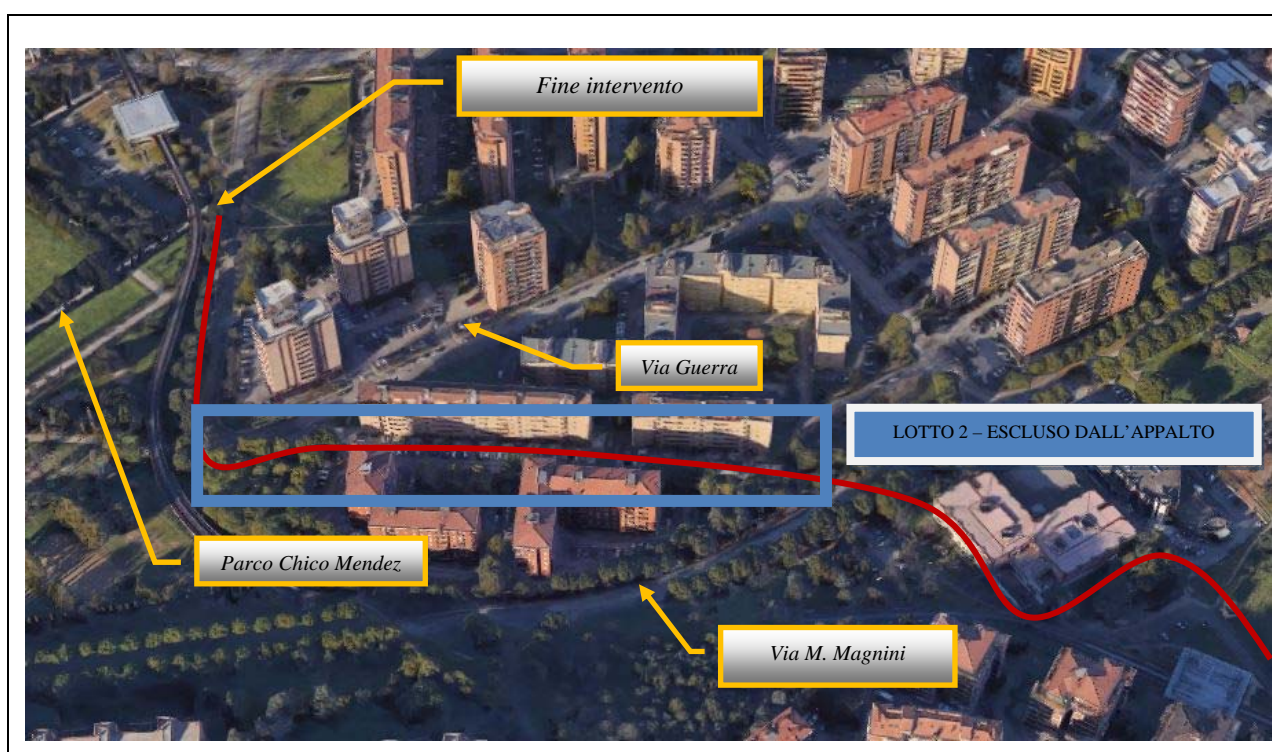 Fine intervento
Via Guerra
LOTTO 2 – ESCLUSO DALL'APPALTO
Parco Chico Mendez
Via M. Magnini